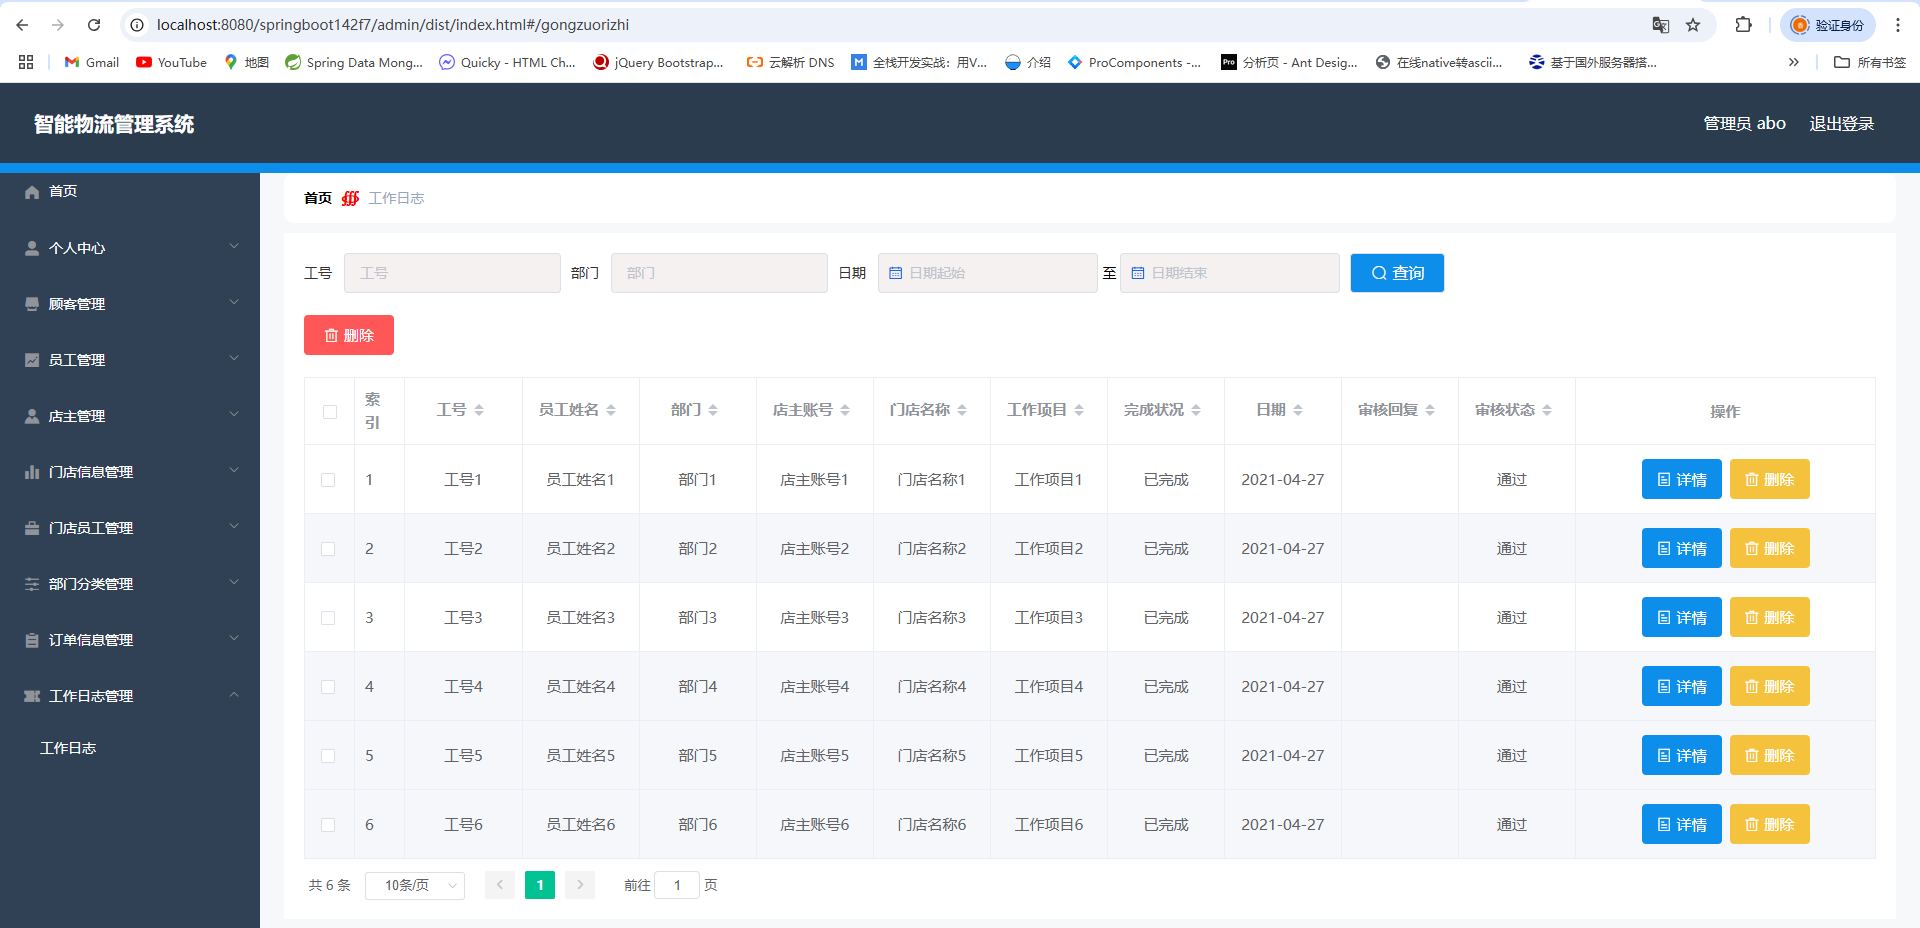 localhost:8080/springboot142f7/admin/dist/index.html#/gongzuorizhi
验证身份
Gmail
YouTube
地图
Spring Data Mong...
Quicky - HTML Ch...
jQuery Bootstrap...
云解析 DNS
全栈开发实战：用V...
介绍
ProComponents -...
Pro
分析页 - Ant Desig...
在线native转ascii...
基于国外服务器搭...
所有书签
智能物流管理系统
管理员 abo
退出登录
首页
个人中心
顾客管理
员工管理
店主管理
门店信息管理
门店员工管理
部门分类管理
订单信息管理
工作日志管理
工作日志
首页 工作日志
工号 工号 部门 部门 日期 日期起始 至 日期结束 查询
删除
索引 工号 员工姓名 部门 店主账号 门店名称 工作项目 完成状况 日期 审核回复 审核状态 操作
1 工号1 员工姓名1 部门1 店主账号1 门店名称1 工作项目1 已完成 2021-04-27 通过 详情 删除
2 工号2 员工姓名2 部门2 店主账号2 门店名称2 工作项目2 已完成 2021-04-27 通过 详情 删除
3 工号3 员工姓名3 部门3 店主账号3 门店名称3 工作项目3 已完成 2021-04-27 通过 详情 删除
4 工号4 员工姓名4 部门4 店主账号4 门店名称4 工作项目4 已完成 2021-04-27 通过 详情 删除
5 工号5 员工姓名5 部门5 店主账号5 门店名称5 工作项目5 已完成 2021-04-27 通过 详情 删除
6 工号6 员工姓名6 部门6 店主账号6 门店名称6 工作项目6 已完成 2021-04-27 通过 详情 删除
共 6 条 10条/页 1 前往 1 页